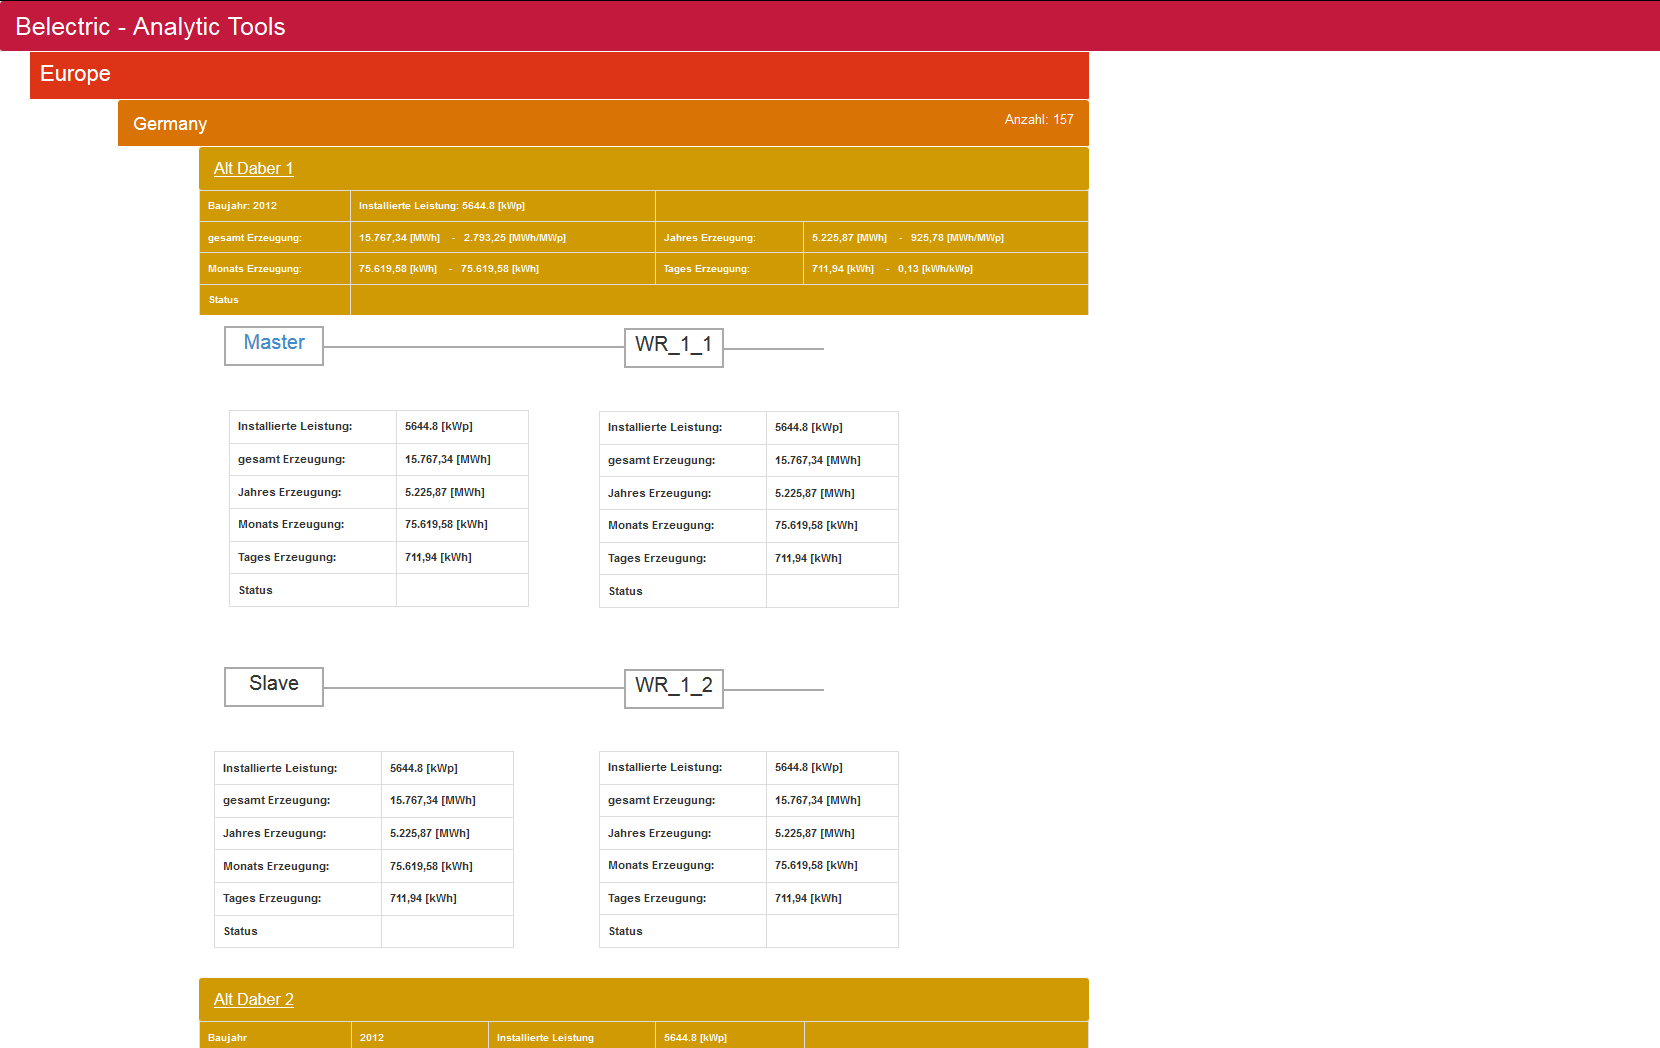 Belectric - Analytic Tools
Europe
Germany Anzahl: 157
Alt Daber 1
Baujahr: 2012 Installierte Leistung: 5644.8 [kWp]
gesamt Erzeugung: 15.767,34 [MWh] - 2.793,25 [MWh/MWp] Jahres Erzeugung: 5.225,87 [MWh] - 925,78 [MWh/MWp]
Monats Erzeugung: 75.619,58 [kWh] - 75.619,58 [kWh] Tages Erzeugung: 711,94 [kWh] - 0,13 [kWh/kWp]
Status
Master WR_1_1
Installierte Leistung: 5644.8 [kWp] Installierte Leistung: 5644.8 [kWp]
gesamt Erzeugung: 15.767,34 [MWh] gesamt Erzeugung: 15.767,34 [MWh]
Jahres Erzeugung: 5.225,87 [MWh] Jahres Erzeugung: 5.225,87 [MWh]
Monats Erzeugung: 75.619,58 [kWh] Monats Erzeugung: 75.619,58 [kWh]
Tages Erzeugung: 711,94 [kWh] Tages Erzeugung: 711,94 [kWh]
Status Status
Slave WR_1_2
Installierte Leistung: 5644.8 [kWp] Installierte Leistung: 5644.8 [kWp]
gesamt Erzeugung: 15.767,34 [MWh] gesamt Erzeugung: 15.767,34 [MWh]
Jahres Erzeugung: 5.225,87 [MWh] Jahres Erzeugung: 5.225,87 [MWh]
Monats Erzeugung: 75.619,58 [kWh] Monats Erzeugung: 75.619,58 [kWh]
Tages Erzeugung: 711,94 [kWh] Tages Erzeugung: 711,94 [kWh]
Status Status
Alt Daber 2
Baujahr 2012 Installierte Leistung 5644.8 [kWp]